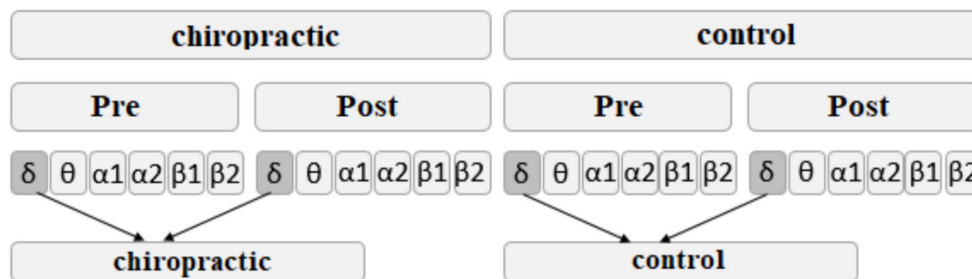 chiropractic control
Pre Post Pre Post
δ θ α1 α2 β1 β2 δ θ α1 α2 β1 β2 δ θ α1 α2 β1 β2 δ θ α1 α2 β1 β2
chiropractic control